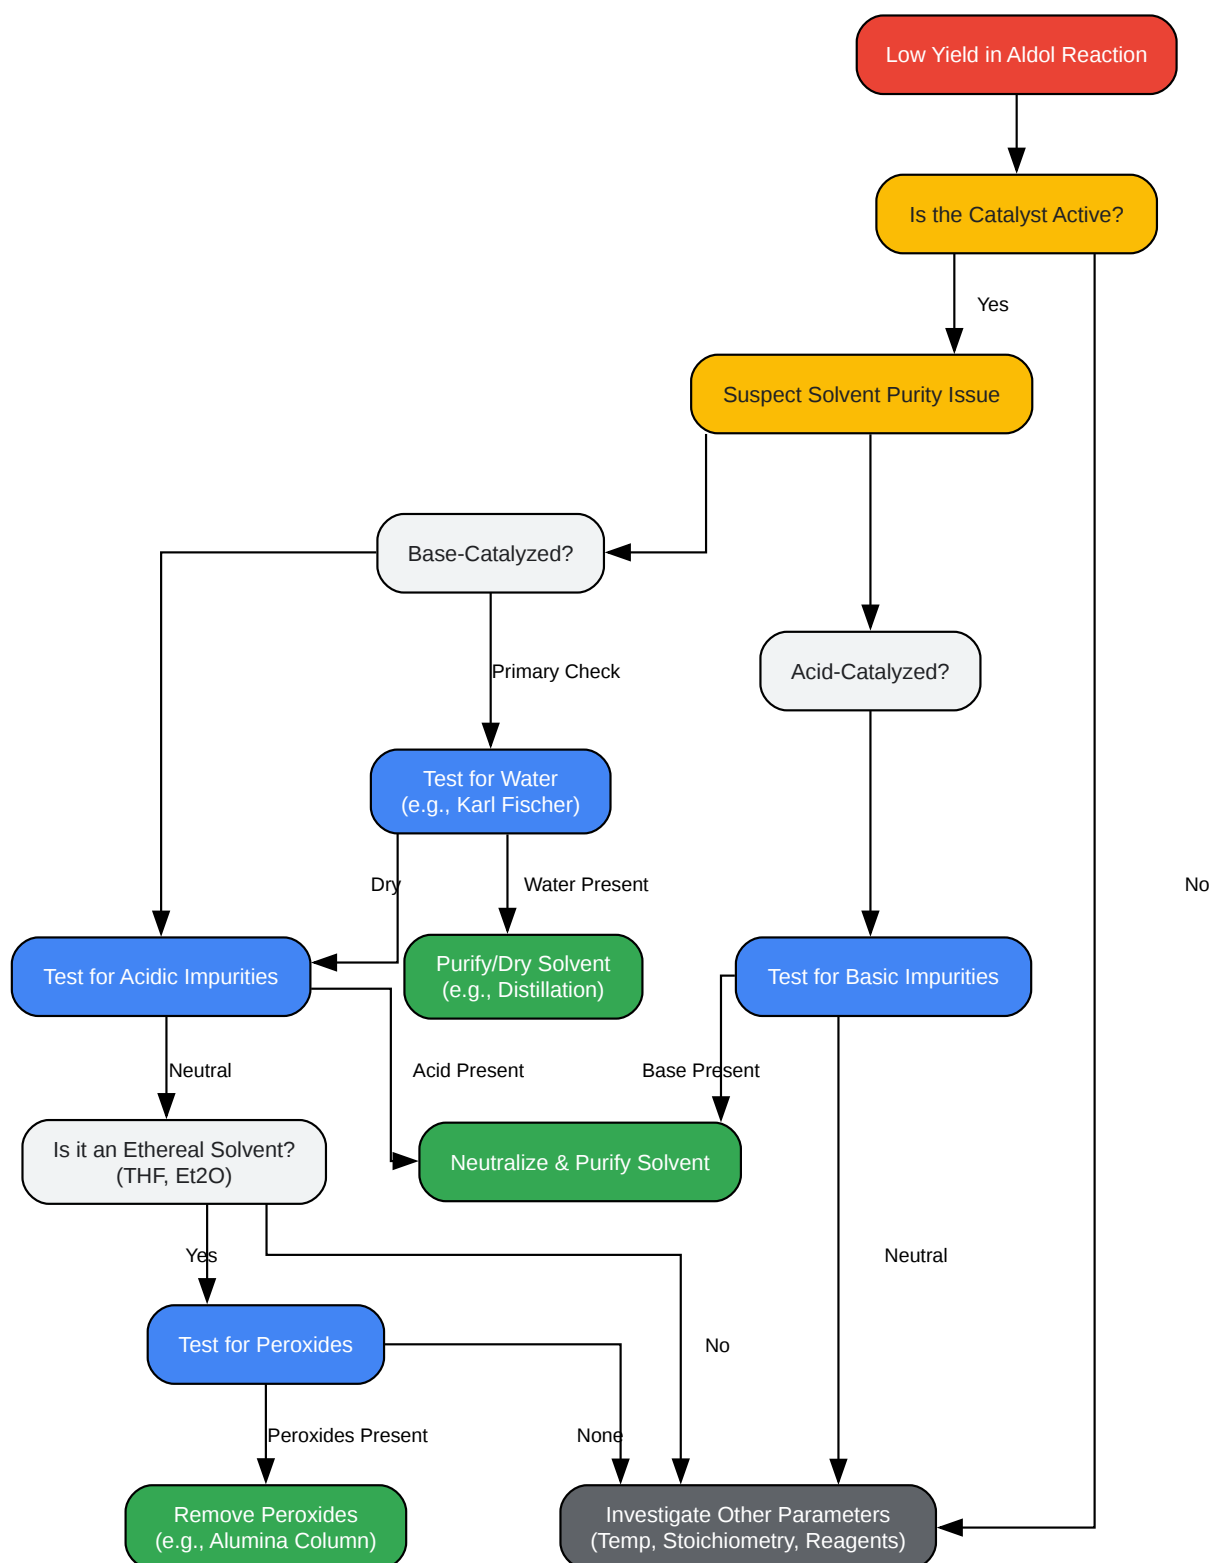 Low Yield in Aldol Reaction
Is the Catalyst Active?
Yes
Suspect Solvent Purity Issue
Base-Catalyzed?
Primary Check
Acid-Catalyzed?
Test for Water
(e.g., Karl Fischer)
Dry
Water Present
No
Test for Acidic Impurities
Purify/Dry Solvent
(e.g., Distillation)
Test for Basic Impurities
Neutral
Acid Present
Base Present
Is it an Ethereal Solvent?
(THF, Et2O)
Neutralize & Purify Solvent
Yes
Neutral
Test for Peroxides
No
Peroxides Present
None
Remove Peroxides
(e.g., Alumina Column)
Investigate Other Parameters
(Temp, Stoichiometry, Reagents)